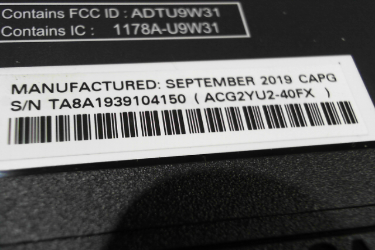 Contains FCC ID : ADTU9W31
Contains IC : 1178A-U9W31
MANUFACTURED: SEPTEMBER 2019 CAPG
S/N TA8A1939104150 ( ACG2YU2-40FX )